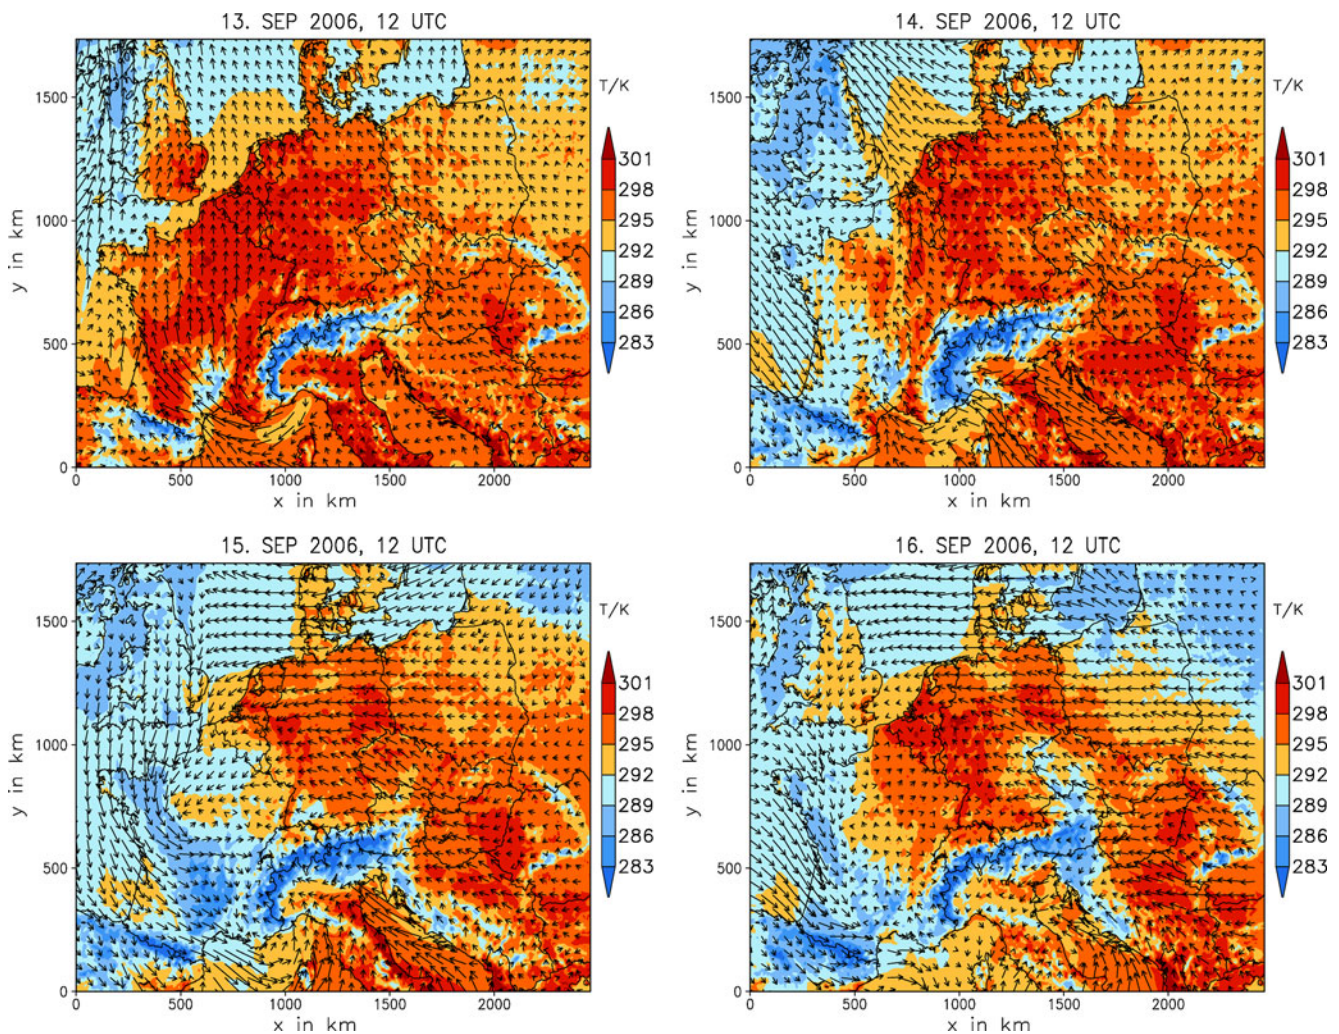 13. SEP 2006, 12 UTC
T/K
301
298
295
292
289
286
283
y in km
1500
1000
500
0
0 500 1000 1500 2000
x in km
14. SEP 2006, 12 UTC
T/K
301
298
295
292
289
286
283
y in km
1500
1000
500
0
0 500 1000 1500 2000
x in km
15. SEP 2006, 12 UTC
T/K
301
298
295
292
289
286
283
y in km
1500
1000
500
0
0 500 1000 1500 2000
x in km
16. SEP 2006, 12 UTC
T/K
301
298
295
292
289
286
283
y in km
1500
1000
500
0
0 500 1000 1500 2000
x in km